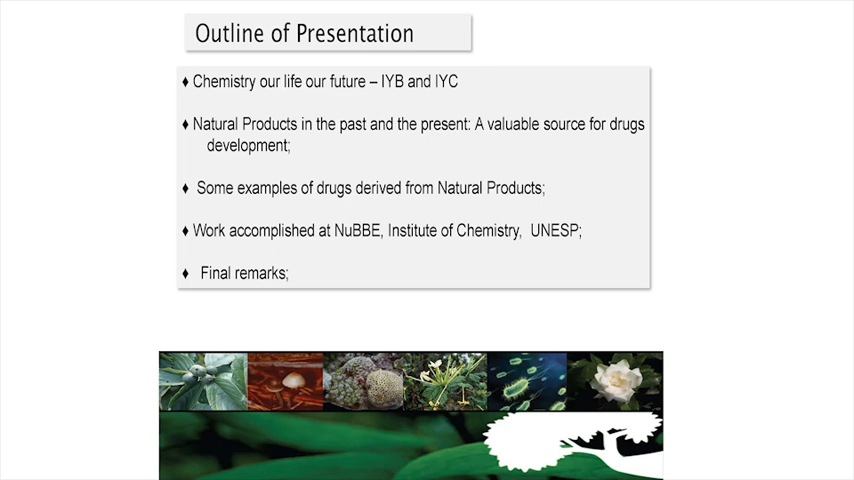 Outline of Presentation
♦ Chemistry our life our future – IYB and IYC
♦ Natural Products in the past and the present: A valuable source for drugs
development;
♦ Some examples of drugs derived from Natural Products;
♦ Work accomplished at NuBBE, Institute of Chemistry, UNESP;
♦ Final remarks;